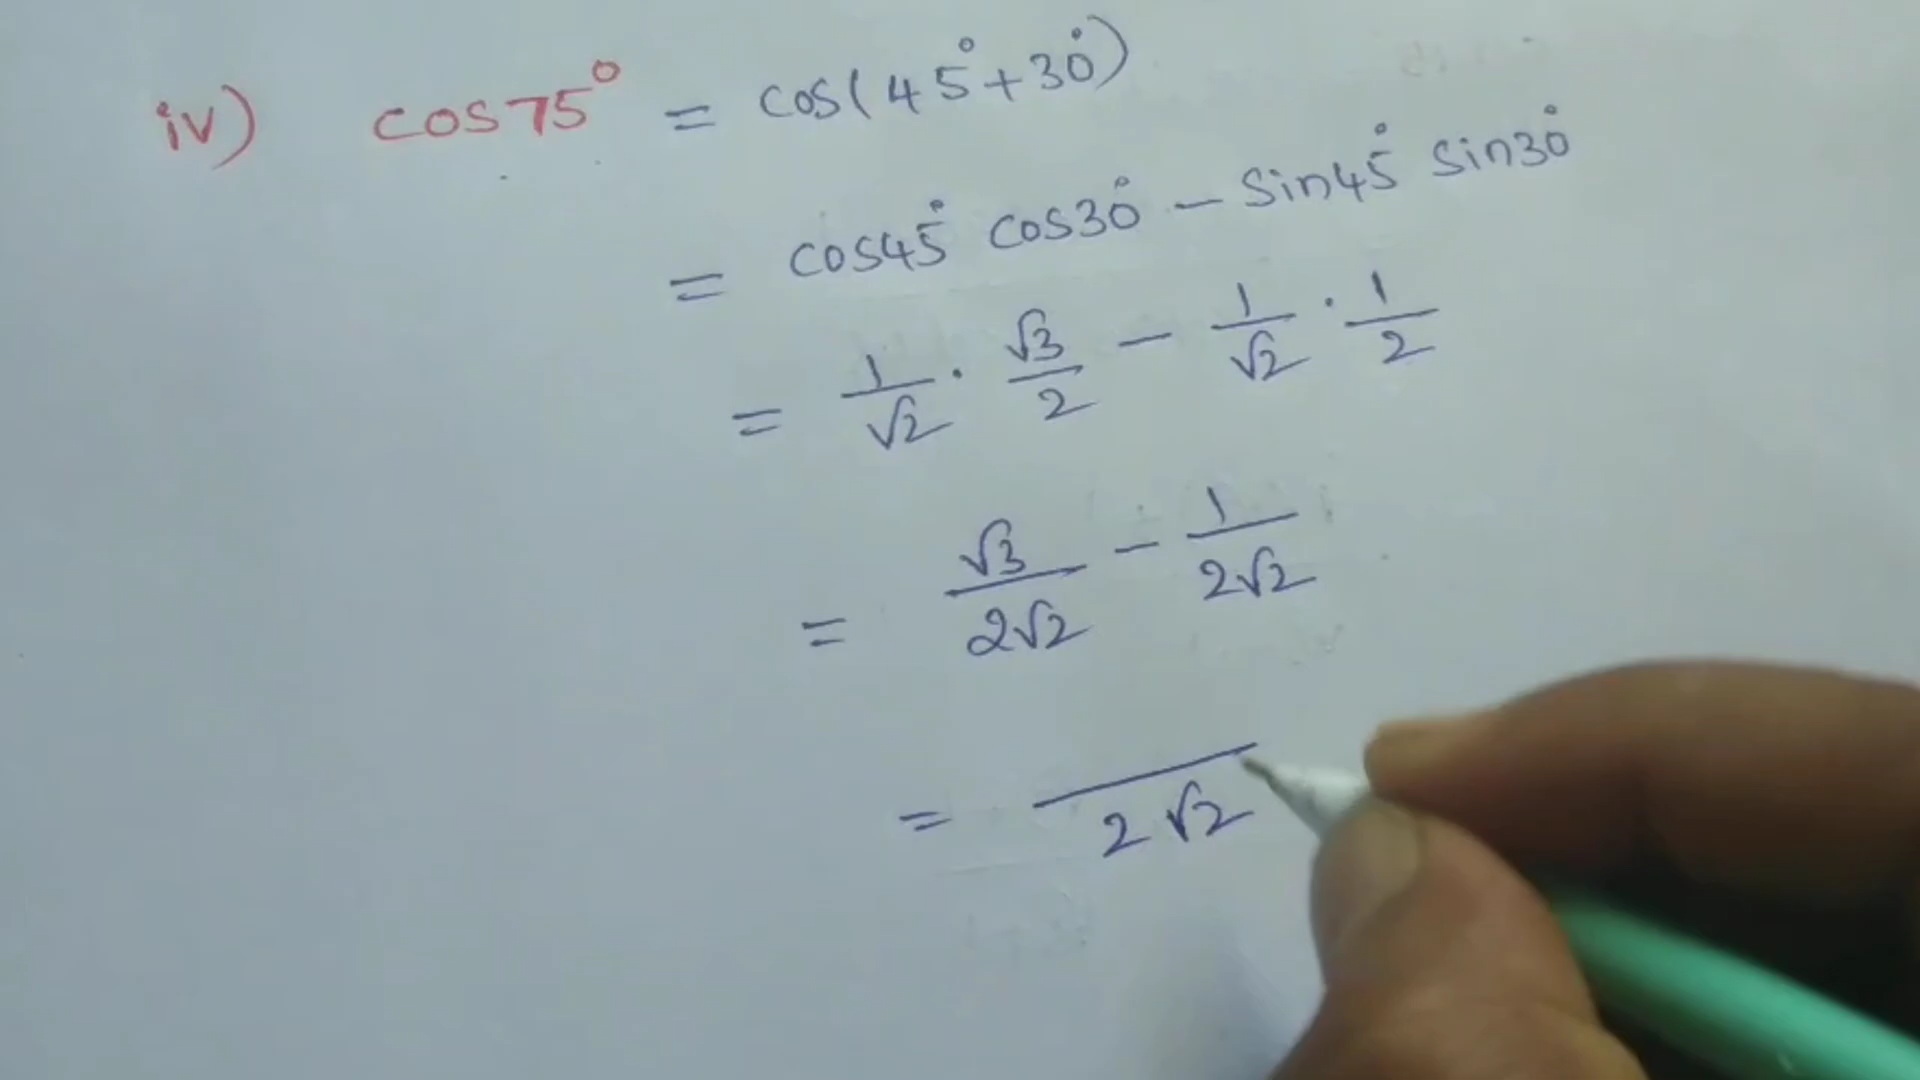 iv) cos75° = cos(45°+30°)
= cos45° cos30° − sin45° sin30°
= 1/√2 · √3/2 − 1/√2 · 1/2
= √3/2√2 − 1/2√2
= /2√2